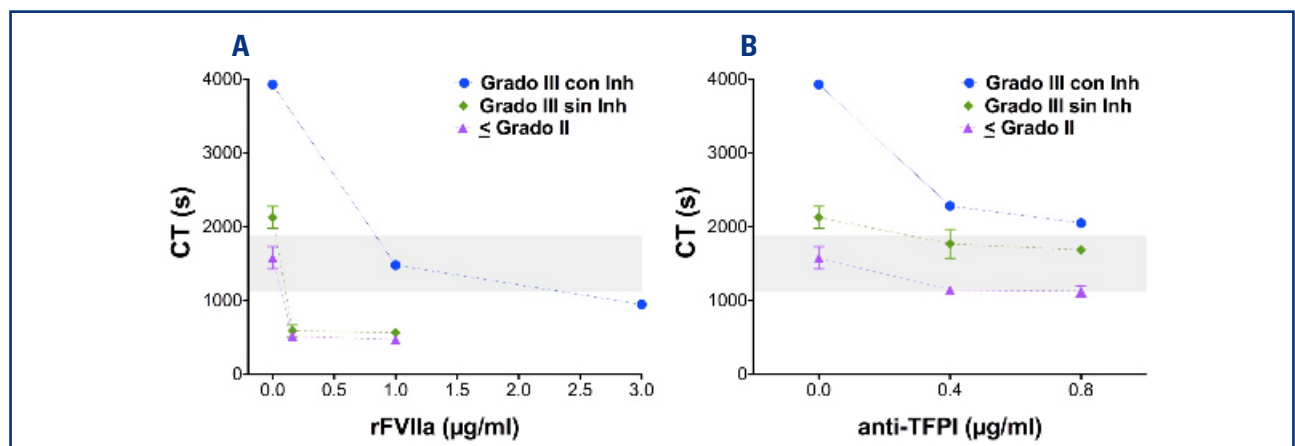 A
4000
3000
2000
1000
0
CT (s)
Grado III con Inh
Grado III sin Inh
≤ Grado II
0.0 0.5 1.0 1.5 2.0 2.5 3.0
rFVIIa (µg/ml)
B
4000
3000
2000
1000
0
CT (s)
Grado III con Inh
Grado III sin Inh
≤ Grado II
0.0 0.4 0.8
anti-TFPI (µg/ml)